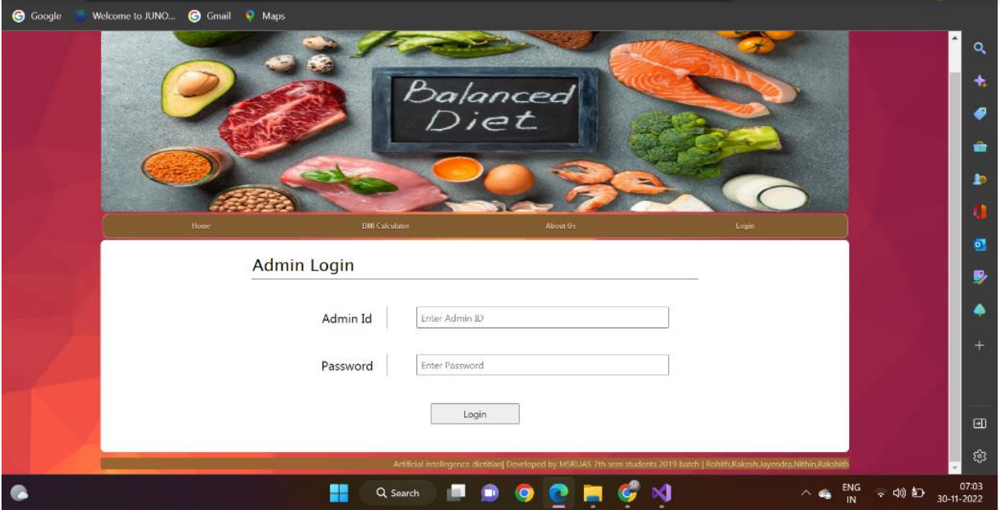 Google Welcome to JUNO... Gmail Maps
Balanced
Diet
Home BMI Calculator About Us Login
Admin Login
Admin Id Enter Admin ID
Password Enter Password
Login
Artificial intellegence dietitian| Developed by MSRUAS 7th sem students 2019 batch | Rohith,Rakesh,Jayendra,Nithin,Rakshith
Search
ENG
IN
07:03
30-11-2022